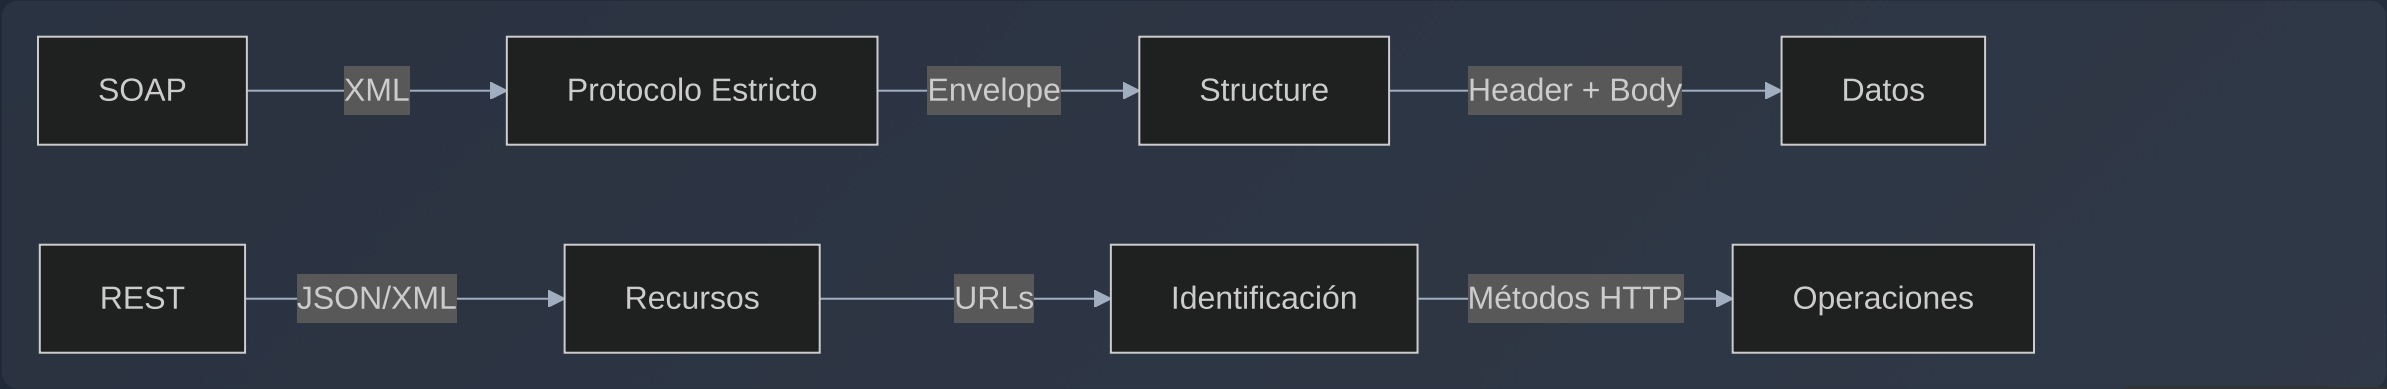 SOAP XML Protocolo Estricto Envelope Structure Header + Body Datos
REST JSON/XML Recursos URLs Identificación Métodos HTTP Operaciones